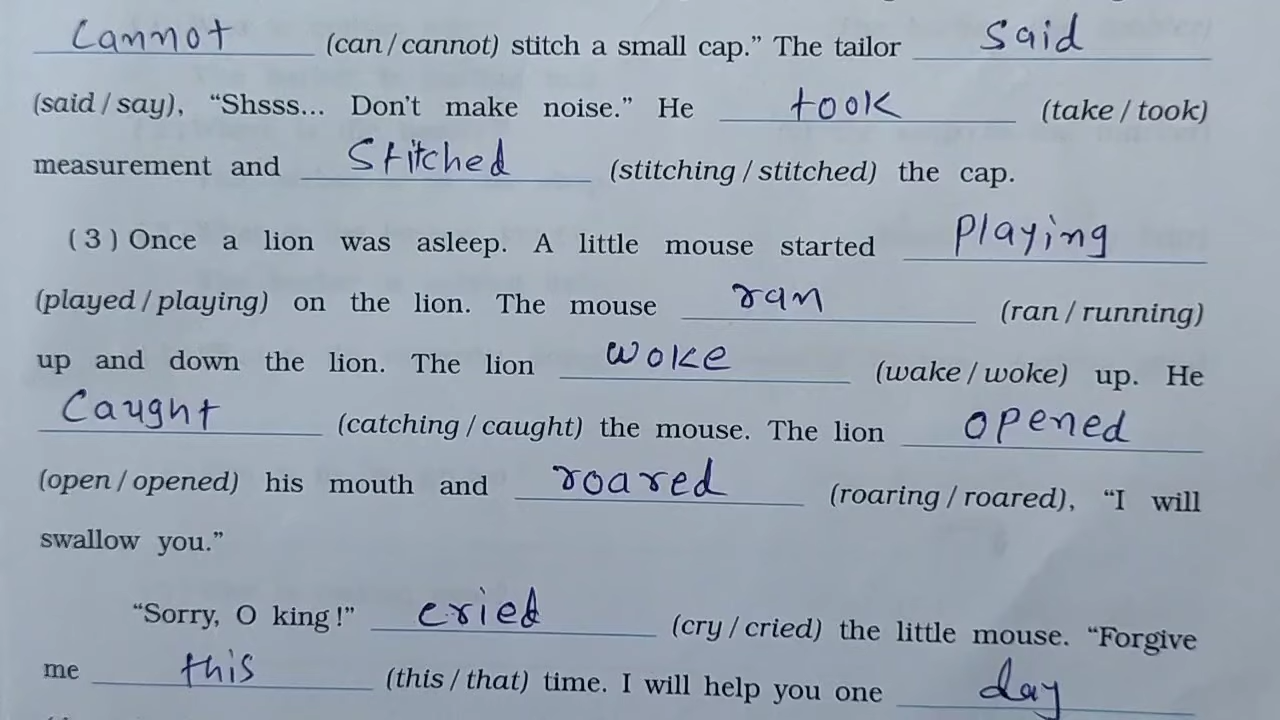 Cannot (can / cannot) stitch a small cap.” The tailor said
(said / say), “Shsss... Don’t make noise.” He took (take / took)
measurement and Stitched (stitching / stitched) the cap.
(3) Once a lion was asleep. A little mouse started Playing
(played / playing) on the lion. The mouse ran (ran / running)
up and down the lion. The lion woke (wake / woke) up. He
Caught (catching / caught) the mouse. The lion opened
(open / opened) his mouth and roared (roaring / roared), “I will
swallow you.”
“Sorry, O king!” cried (cry / cried) the little mouse. “Forgive
me this (this / that) time. I will help you one day